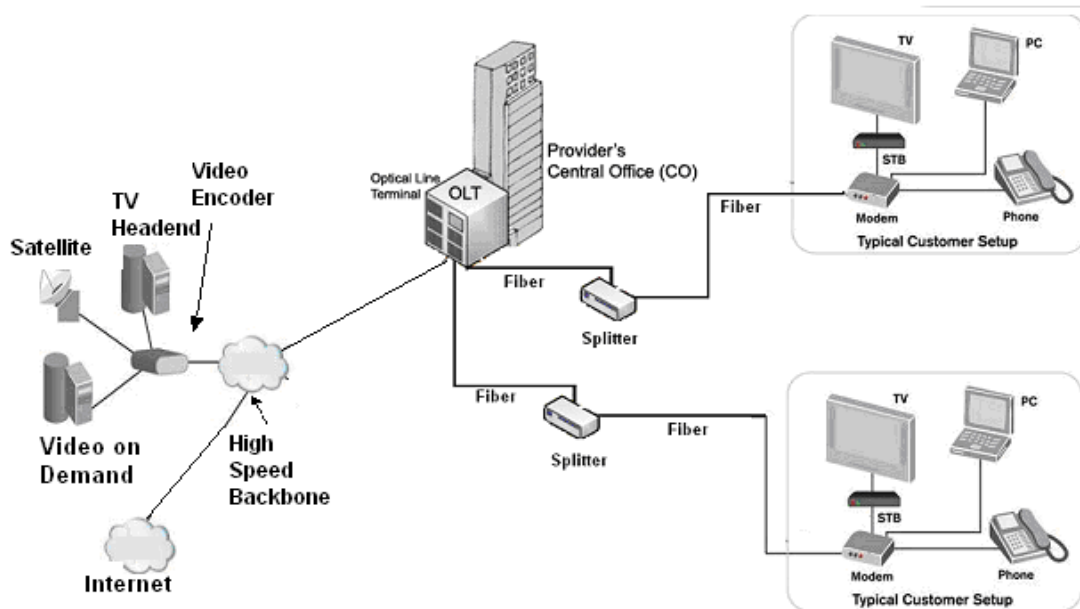 TV
PC
STB
Modem
Phone
Typical Customer Setup
Provider's
Central Office (CO)
Optical Line
Terminal
OLT
Video
Encoder
TV
Headend
Satellite
Fiber
Fiber
Splitter
Video on
Demand
High
Speed
Backbone
Internet
Fiber
Fiber
Splitter
TV
PC
STB
Modem
Phone
Typical Customer Setup